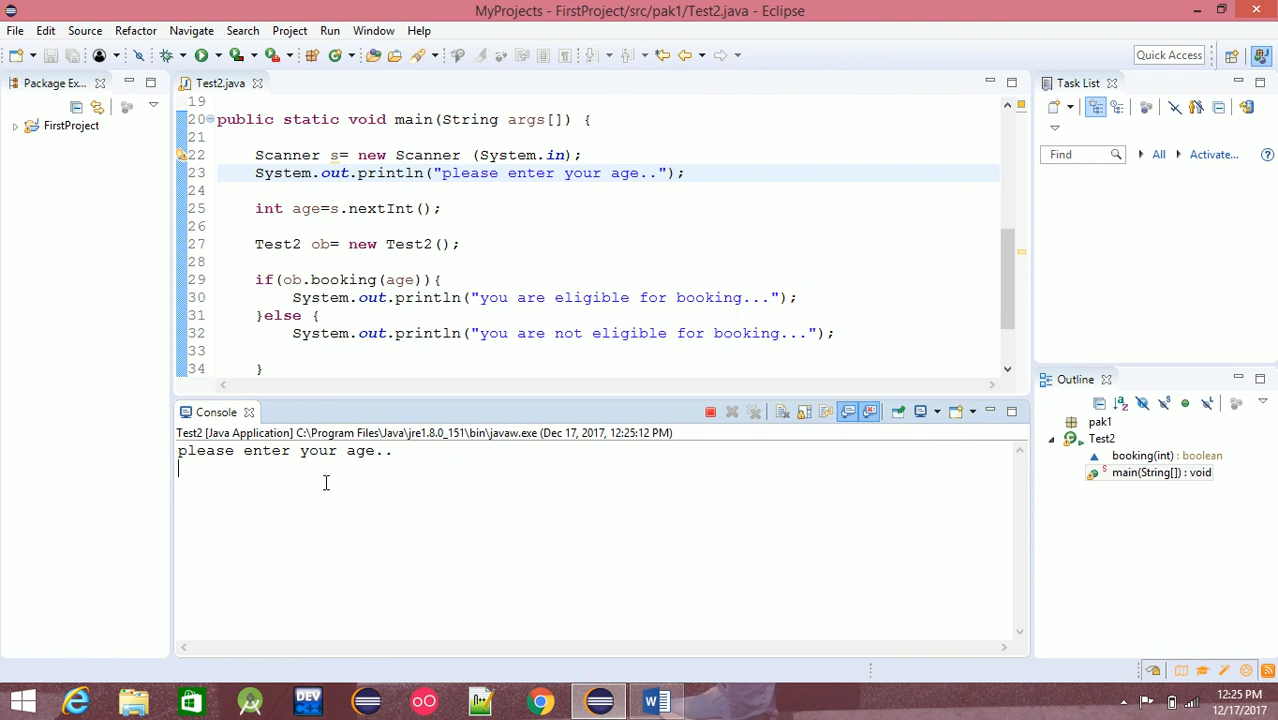 MyProjects - FirstProject/src/pak1/Test2.java - Eclipse
File Edit Source Refactor Navigate Search Project Run Window Help
Quick Access
Package Ex...
Test2.java
Task List
FirstProject
19
20 public static void main(String args[]) {
21
22 Scanner s= new Scanner (System.in);
23 System.out.println("please enter your age..");
24
25 int age=s.nextInt();
26
27 Test2 ob= new Test2();
28
29 if(ob.booking(age)){
30 System.out.println("you are eligible for booking...");
31 }else {
32 System.out.println("you are not eligible for booking...");
33
34 }
Find All Activate...
Outline
pak1
Test2
booking(int) : boolean
main(String[]) : void
Console
Test2 [Java Application] C:\Program Files\Java\jre1.8.0_151\bin\javaw.exe (Dec 17, 2017, 12:25:12 PM)
please enter your age..
DEV
12:25 PM
12/17/2017